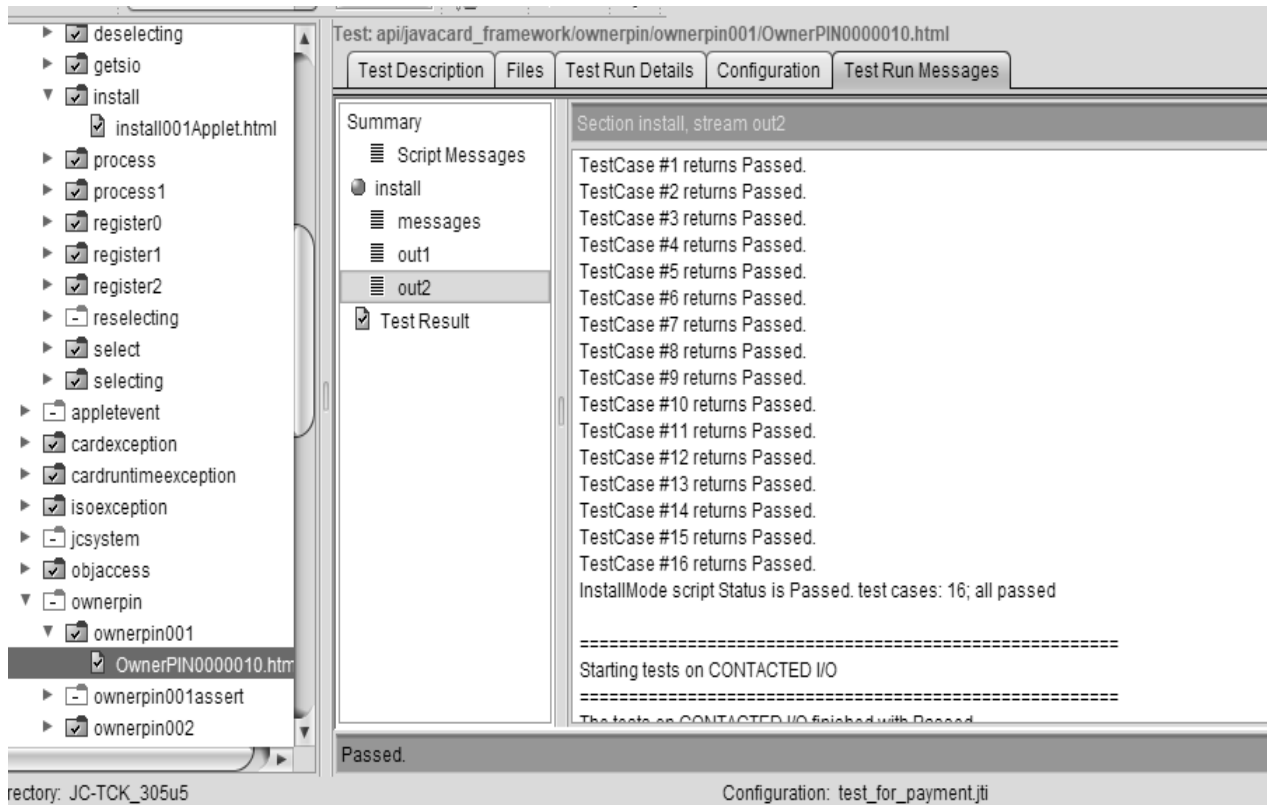 deselecting
getsio
install
install001Applet.html
process
process1
register0
register1
register2
reselecting
select
selecting
appletevent
cardexception
cardruntimeexception
isoexception
jcsystem
objaccess
ownerpin
ownerpin001
OwnerPIN0000010.htm
ownerpin001assert
ownerpin002
Test: api/javacard_framework/ownerpin/ownerpin001/OwnerPIN0000010.html
Test Description Files Test Run Details Configuration Test Run Messages
Summary
Script Messages
install
messages
out1
out2
Test Result
Section install, stream out2
TestCase #1 returns Passed.
TestCase #2 returns Passed.
TestCase #3 returns Passed.
TestCase #4 returns Passed.
TestCase #5 returns Passed.
TestCase #6 returns Passed.
TestCase #7 returns Passed.
TestCase #8 returns Passed.
TestCase #9 returns Passed.
TestCase #10 returns Passed.
TestCase #11 returns Passed.
TestCase #12 returns Passed.
TestCase #13 returns Passed.
TestCase #14 returns Passed.
TestCase #15 returns Passed.
TestCase #16 returns Passed.
InstallMode script Status is Passed. test cases: 16; all passed
=======================================================
Starting tests on CONTACTED I/O
=======================================================
The tests on CONTACTED I/O finished with Passed
Passed.
rectory: JC-TCK_305u5
Configuration: test_for_payment.jti